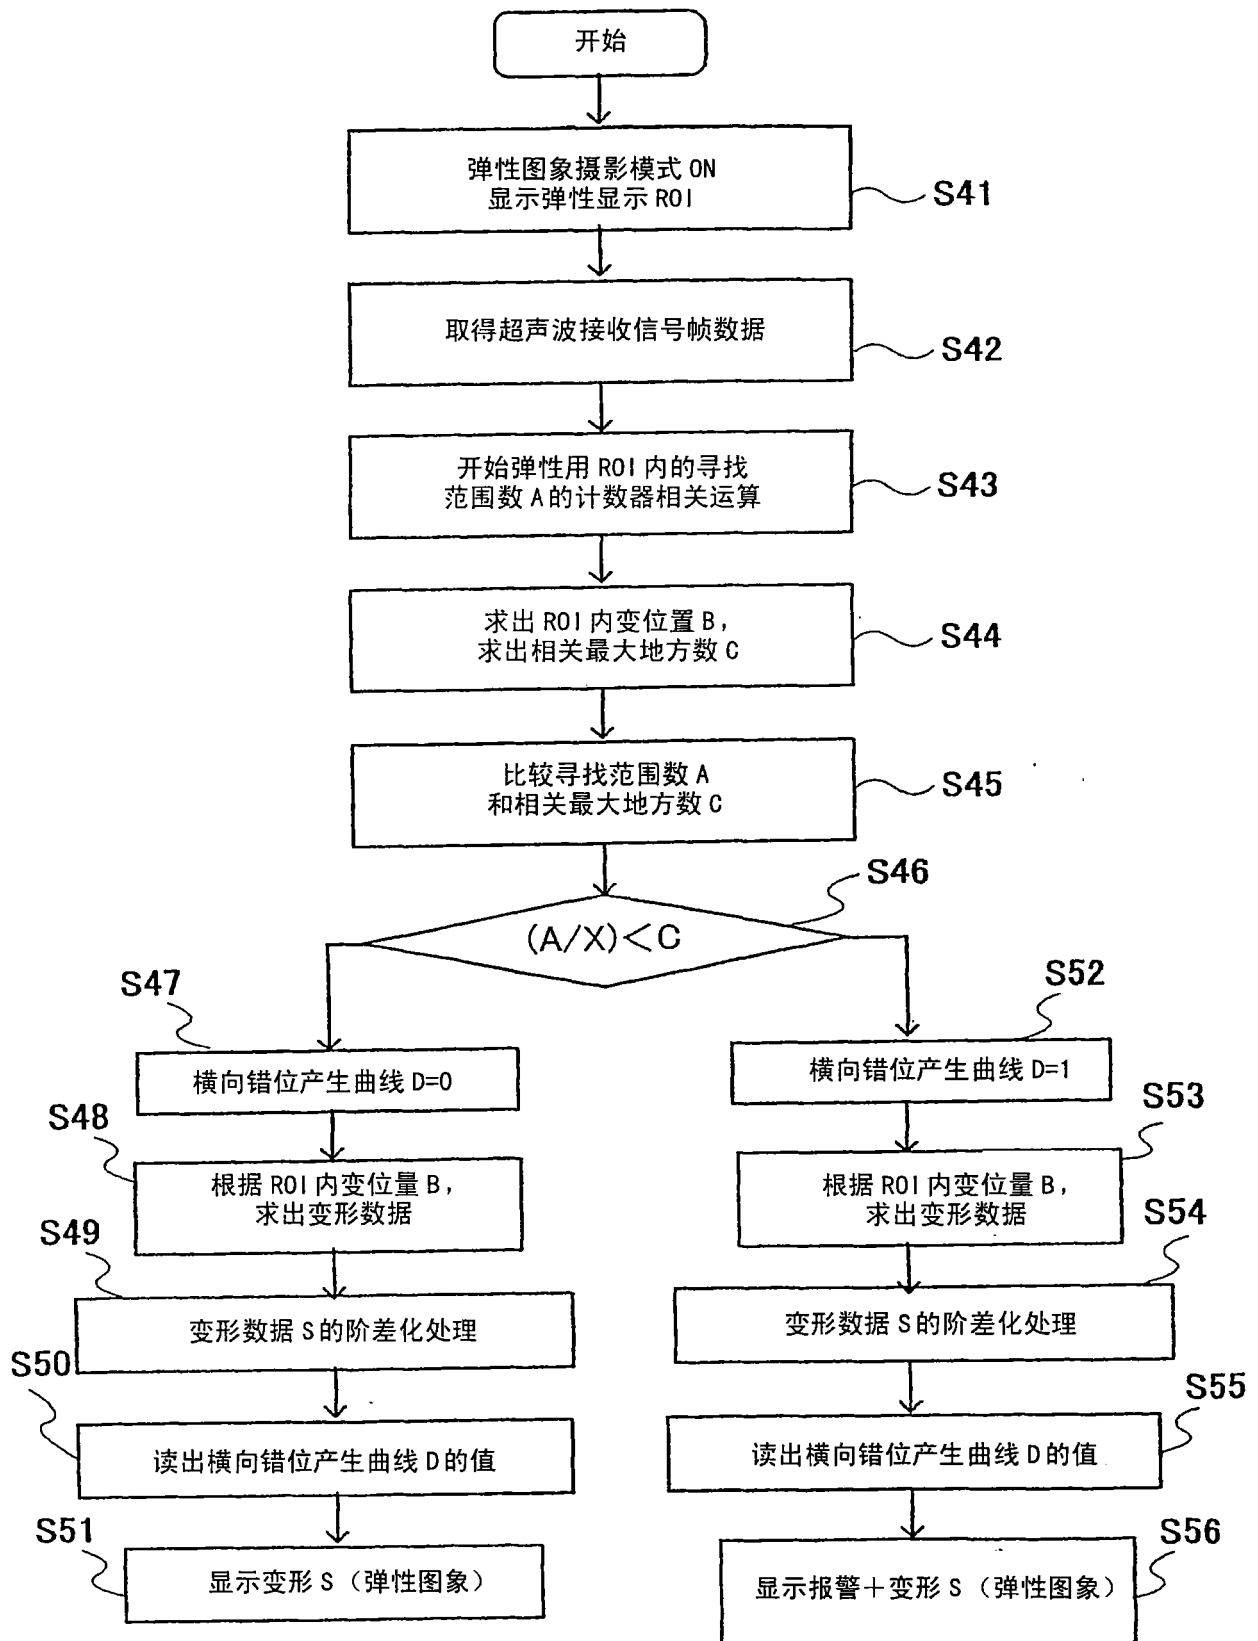 开始
弹性图象摄影模式 ON
显示弹性显示 ROI
S41
取得超声波接收信号帧数据
S42
开始弹性用 ROI 内的寻找
范围数 A 的计数器相关运算
S43
求出 ROI 内变位置 B，
求出相关最大地方数 C
S44
比较寻找范围数 A
和相关最大地方数 C
S45
S46
(A/X)＜C
S47
横向错位产生曲线 D=0
S52
横向错位产生曲线 D=1
S48
根据 ROI 内变位量 B，
求出变形数据
S53
根据 ROI 内变位量 B，
求出变形数据
S49
变形数据 S 的阶差化处理
S54
变形数据 S 的阶差化处理
S50
读出横向错位产生曲线 D 的值
S55
读出横向错位产生曲线 D 的值
S51
显示变形 S（弹性图象）
S56
显示报警＋变形 S（弹性图象）